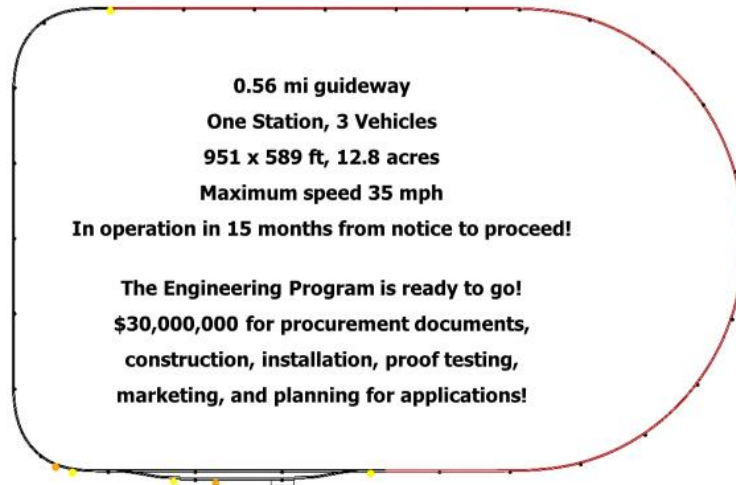 0.56 mi guideway
One Station, 3 Vehicles
951 x 589 ft, 12.8 acres
Maximum speed 35 mph
In operation in 15 months from notice to proceed!
The Engineering Program is ready to go!
$30,000,000 for procurement documents,
construction, installation, proof testing,
marketing, and planning for applications!